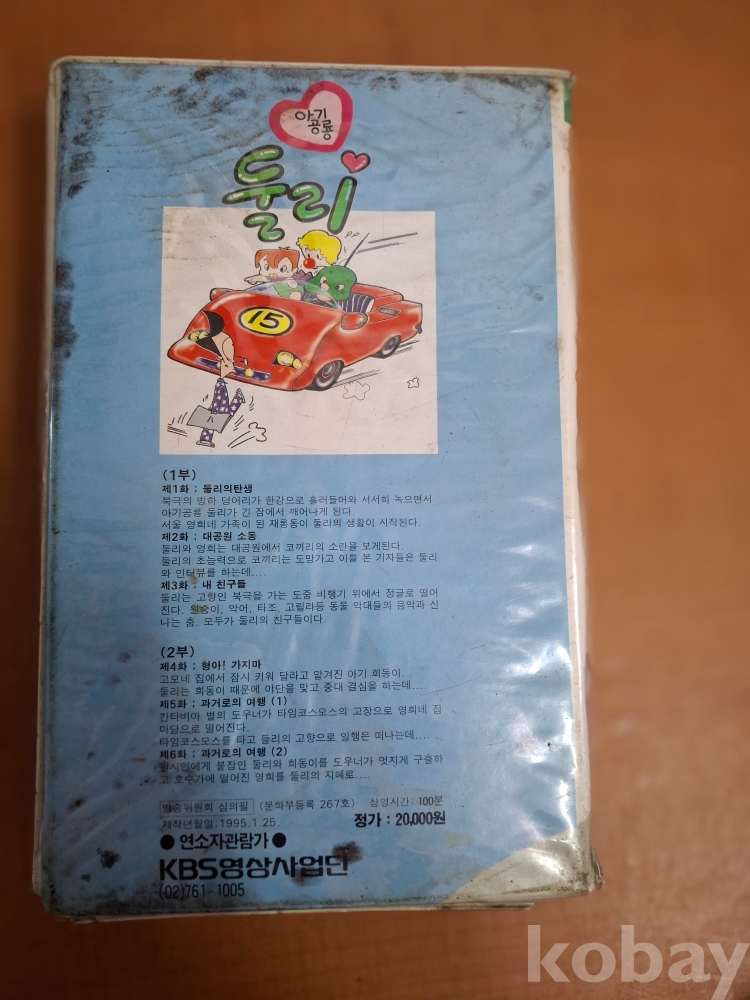 아기
공룡
둘리
15
(1부)
제1화 ; 둘리의탄생
북극의 빙하 덩어리가 한강으로 흘러들어와 서서히 녹으면서
아기공룡 둘리가 긴 잠에서 깨어나게 된다.
서울 영희네 가족이 된 재롱둥이 둘리의 생활이 시작된다.
제2화 ; 대공원 소동
둘리와 영희는 대공원에서 코끼리의 소란을 보게된다.
둘리의 초능력으로 코끼리는 도망가고 이를 본 기자들은 둘리
와 인터뷰를 하는데....
제3화 ; 내 친구들
둘리는 고향인 북극을 가는 도중 비행기 위에서 정글로 떨어
진다. 원숭이, 악어, 타조, 고릴라등 동물 악대들의 음악과 신
나는 춤. 모두가 둘리의 친구들이다.
(2부)
제4화 ; 형아! 가지마
고모네 집에서 잠시 키워 달라고 맡겨진 아기 희동이.
둘리는 희동이 때문에 야단을 맞고 중대 결심을 하는데....
제5화 ; 과거로의 여행 (1)
칸타비아 별의 도우너가 타임코스모스의 고장으로 영희네 집
마당으로 떨어진다.
타임코스모스를 타고 둘리의 고향으로 일행은 떠나는데....
제6화 ; 과거로의 여행 (2)
원시인에게 붙잡인 둘리와 희동이를 도우너가 멋지게 구출하
고 호수가에 떨어진 영희를 둘리의 지혜로....
방송위원회 심의필 (문화부등록 267호) 상영시간: 100분
제작년월일 ; 1995.1.25. 정가 : 20,000원
● 연소자관람가 ●
KBS영상사업단
(02)761-1005
kobay